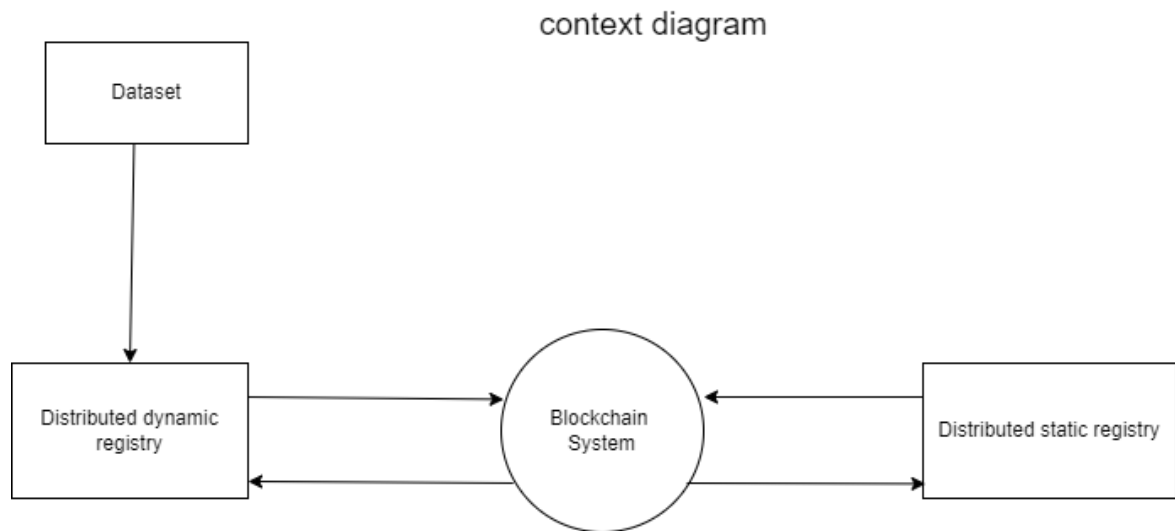 context diagram
Dataset
Distributed dynamic
registry
Blockchain
System
Distributed static registry